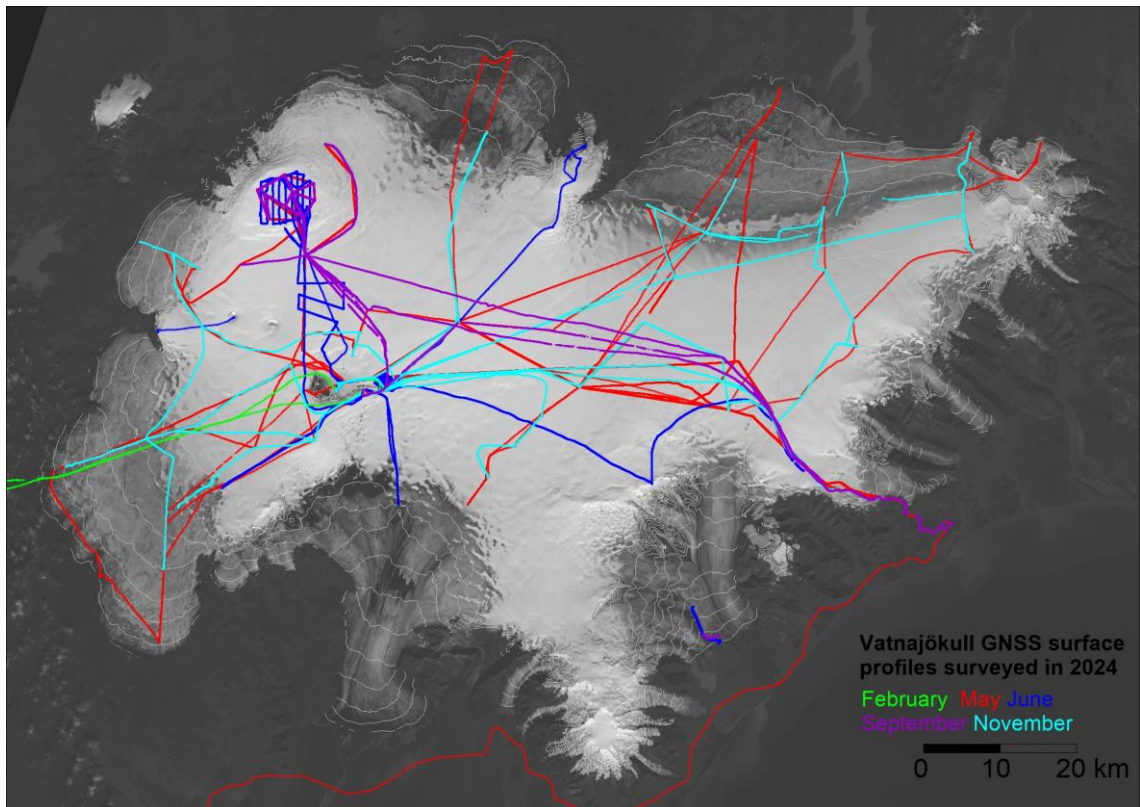 Vatnajökull GNSS surface
profiles surveyed in 2024
February May June
September November
0 10 20 km